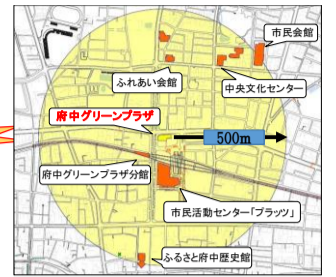 市民会館
ふれあい会館
中央文化センター
府中グリーンプラザ
500m
府中グリーンプラザ分館
市民活動センター「プラッツ」
ふるさと府中歴史館